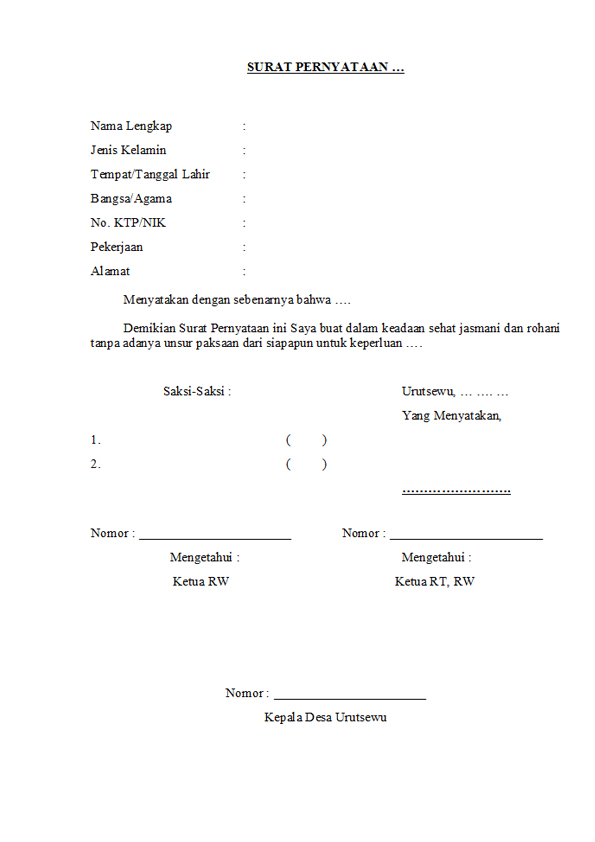 SURAT PERNYATAAN …
Nama Lengkap :
Jenis Kelamin :
Tempat/Tanggal Lahir :
Bangsa/Agama :
No. KTP/NIK :
Pekerjaan :
Alamat :
Menyatakan dengan sebenarnya bahwa ….
Demikian Surat Pernyataan ini Saya buat dalam keadaan sehat jasmani dan rohani
tanpa adanya unsur paksaan dari siapapun untuk keperluan ….
Saksi-Saksi : Urutsewu, … …. …
Yang Menyatakan,
1. ( )
2. ( )
…………………….
Nomor : ________________________ Nomor : ________________________
Mengetahui : Mengetahui :
Ketua RW Ketua RT, RW
Nomor : ________________________
Kepala Desa Urutsewu